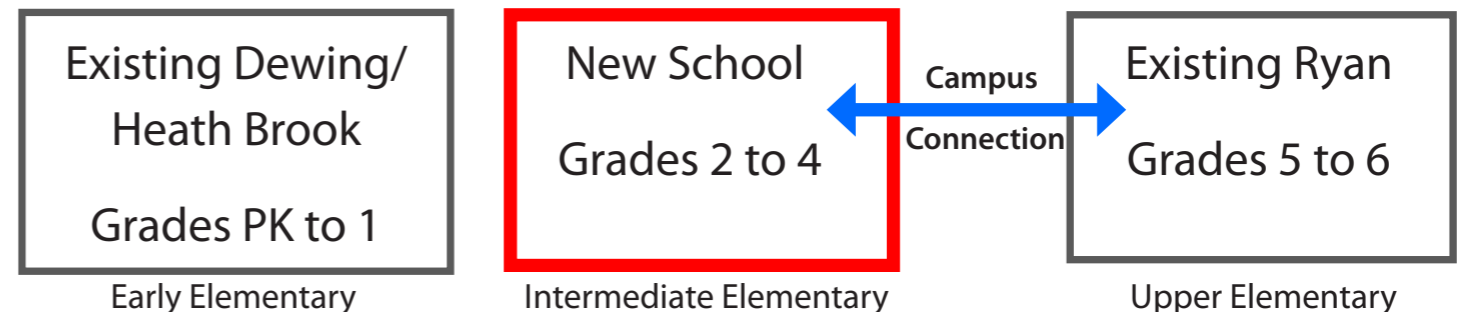 Existing Dewing/
Heath Brook
Grades PK to 1
Early Elementary
New School
Grades 2 to 4
Intermediate Elementary
Campus
Connection
Existing Ryan
Grades 5 to 6
Upper Elementary